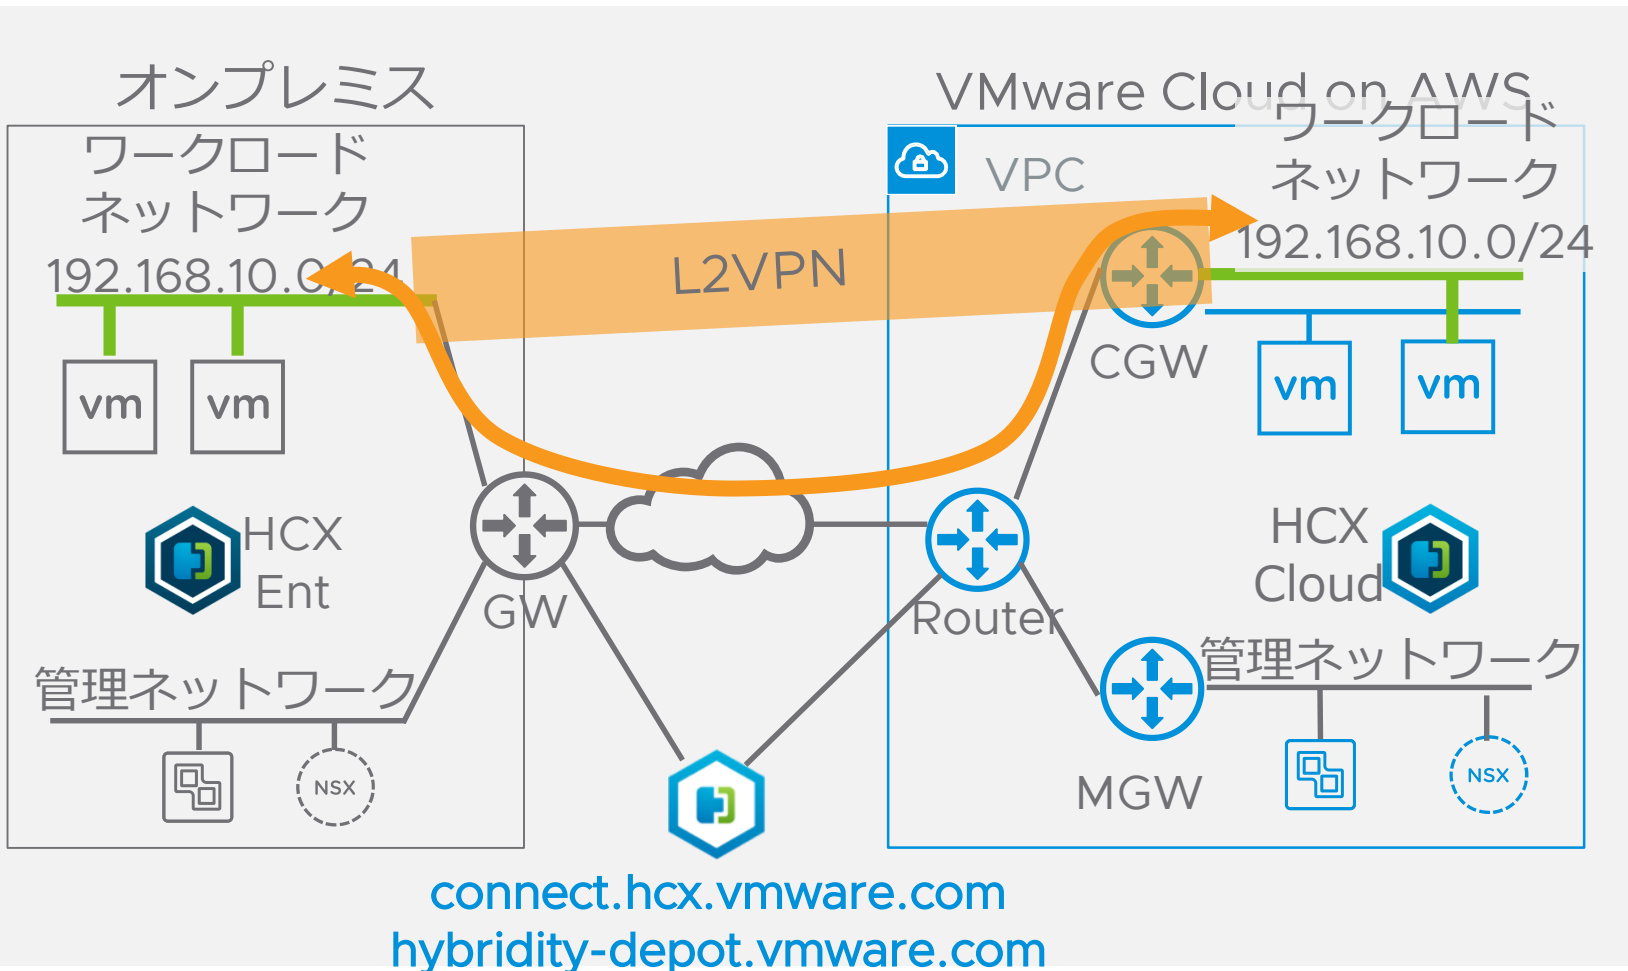 オンプレミス
ワークロード
ネットワーク
192.168.10.0/24
vm
vm
HCX
Ent
GW
管理ネットワーク
NSX
L2VPN
connect.hcx.vmware.com
hybridity-depot.vmware.com
VMware Cloud on AWS
VPC
ワークロード
ネットワーク
192.168.10.0/24
CGW
vm
vm
Router
HCX
Cloud
管理ネットワーク
MGW
NSX